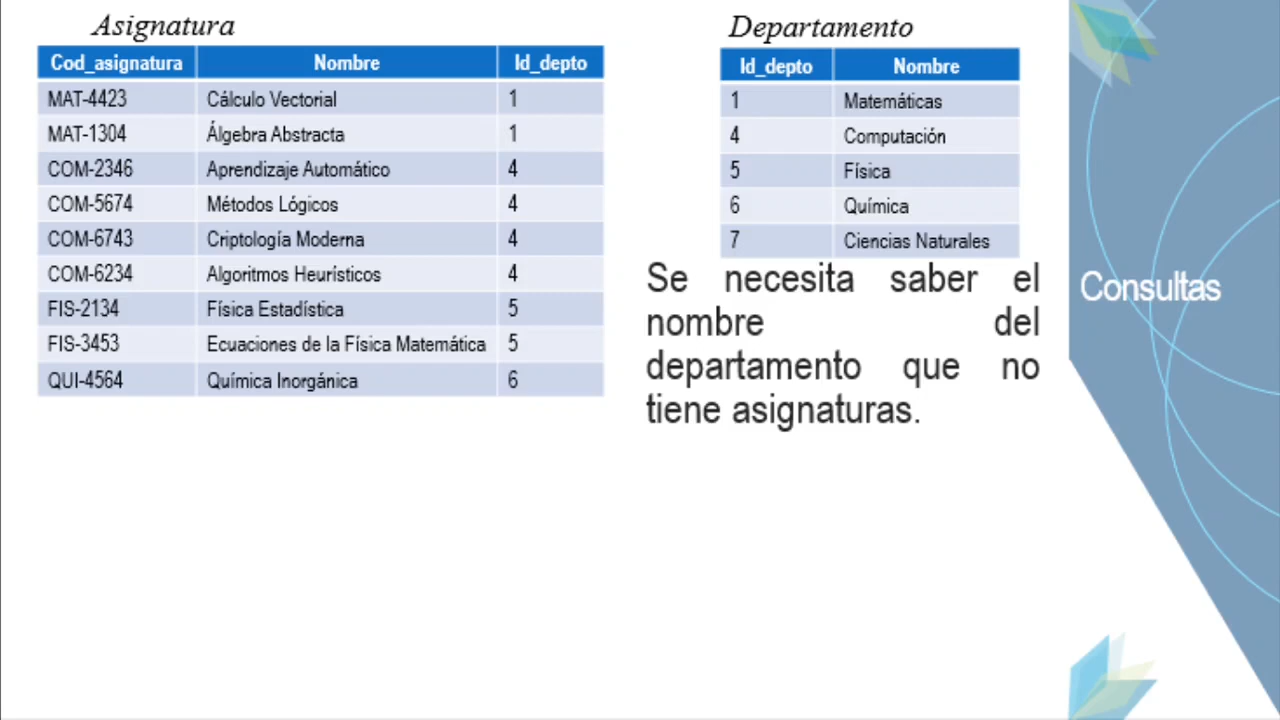 Asignatura
Cod_asignatura Nombre Id_depto
MAT-4423 Cálculo Vectorial 1
MAT-1304 Álgebra Abstracta 1
COM-2346 Aprendizaje Automático 4
COM-5674 Métodos Lógicos 4
COM-6743 Criptología Moderna 4
COM-6234 Algoritmos Heurísticos 4
FIS-2134 Física Estadística 5
FIS-3453 Ecuaciones de la Física Matemática 5
QUI-4564 Química Inorgánica 6
Departamento
Id_depto Nombre
1 Matemáticas
4 Computación
5 Física
6 Química
7 Ciencias Naturales
Se necesita saber el
nombre del
departamento que no
tiene asignaturas.
Consultas